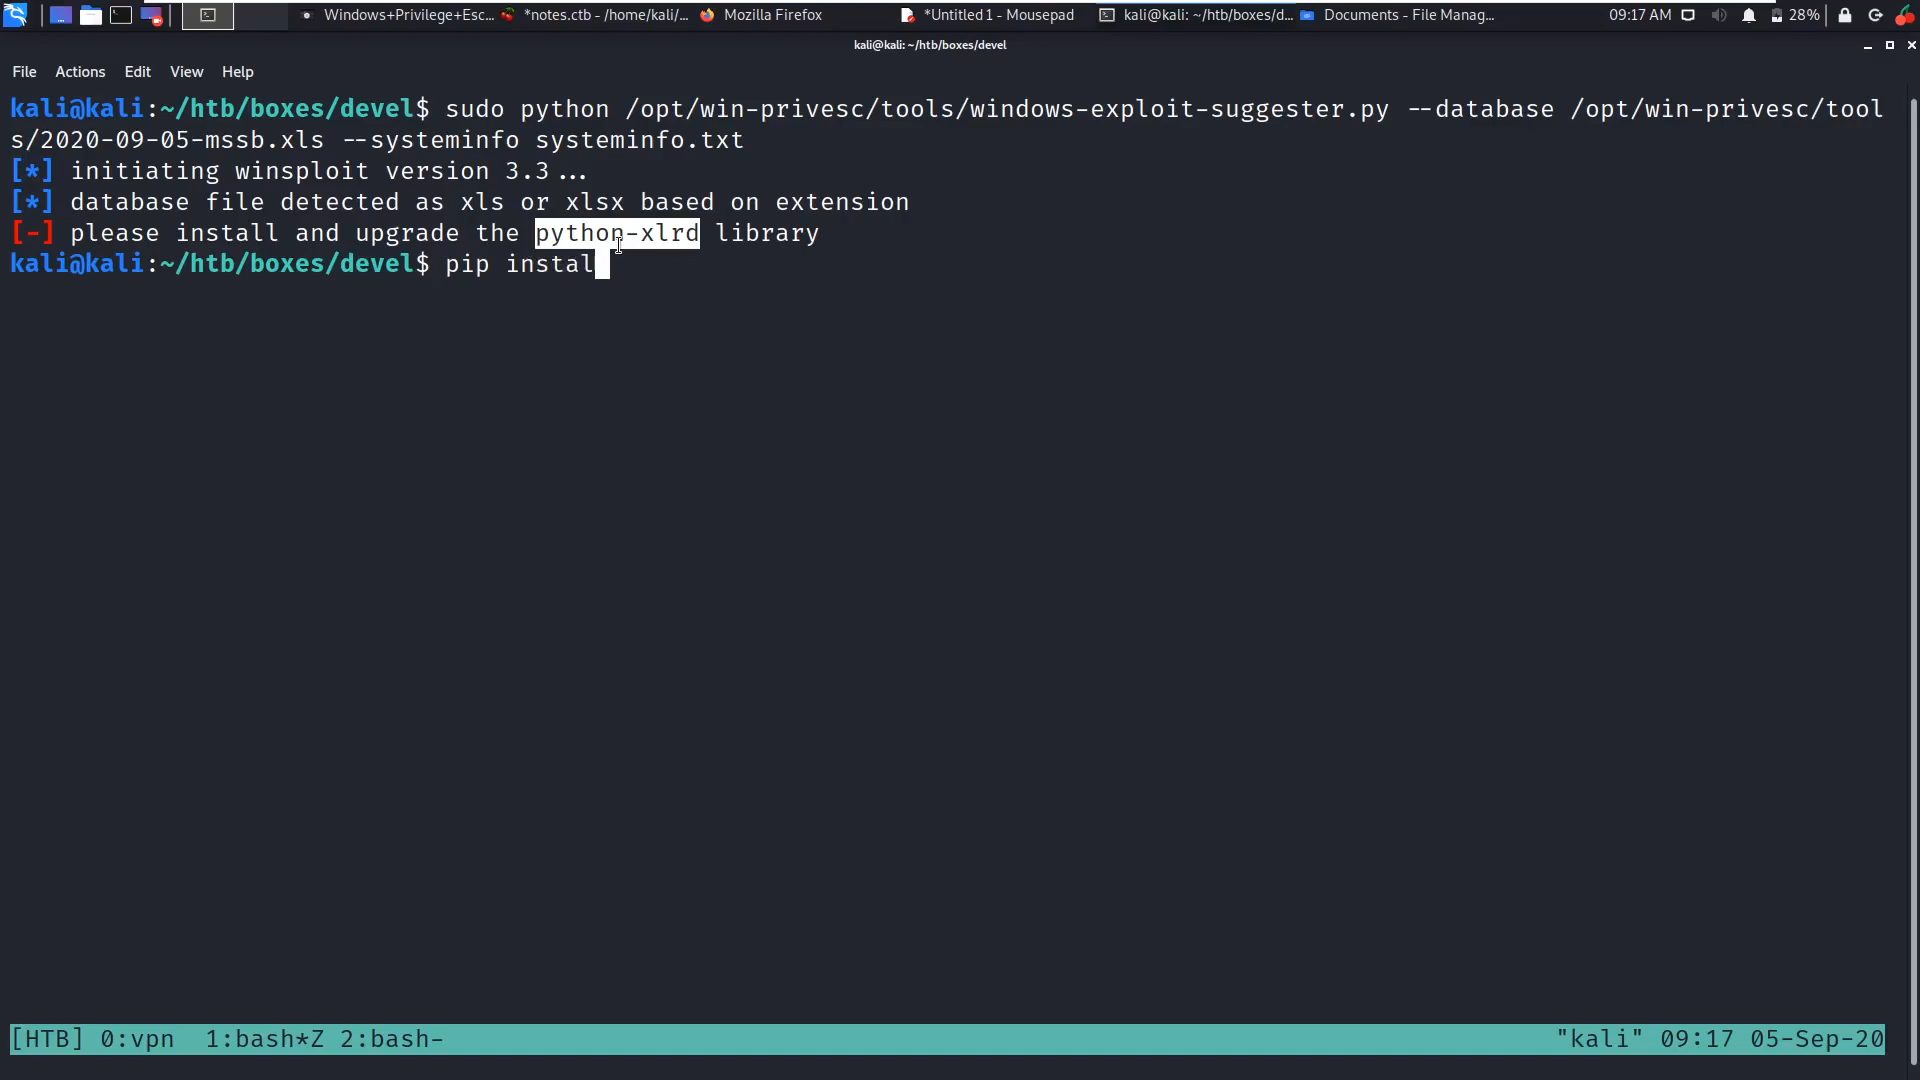 Windows+Privilege+Esc...
*notes.ctb - /home/kali/...
Mozilla Firefox
*Untitled 1 - Mousepad
kali@kali: ~/htb/boxes/d...
Documents - File Manag...
09:17 AM
28%
kali@kali: ~/htb/boxes/devel
File Actions Edit View Help
kali@kali:~/htb/boxes/devel$ sudo python /opt/win-privesc/tools/windows-exploit-suggester.py --database /opt/win-privesc/tool
s/2020-09-05-mssb.xls --systeminfo systeminfo.txt
[*] initiating winsploit version 3.3...
[*] database file detected as xls or xlsx based on extension
[-] please install and upgrade the python-xlrd library
kali@kali:~/htb/boxes/devel$ pip instal
[HTB] 0:vpn 1:bash*Z 2:bash- "kali" 09:17 05-Sep-20